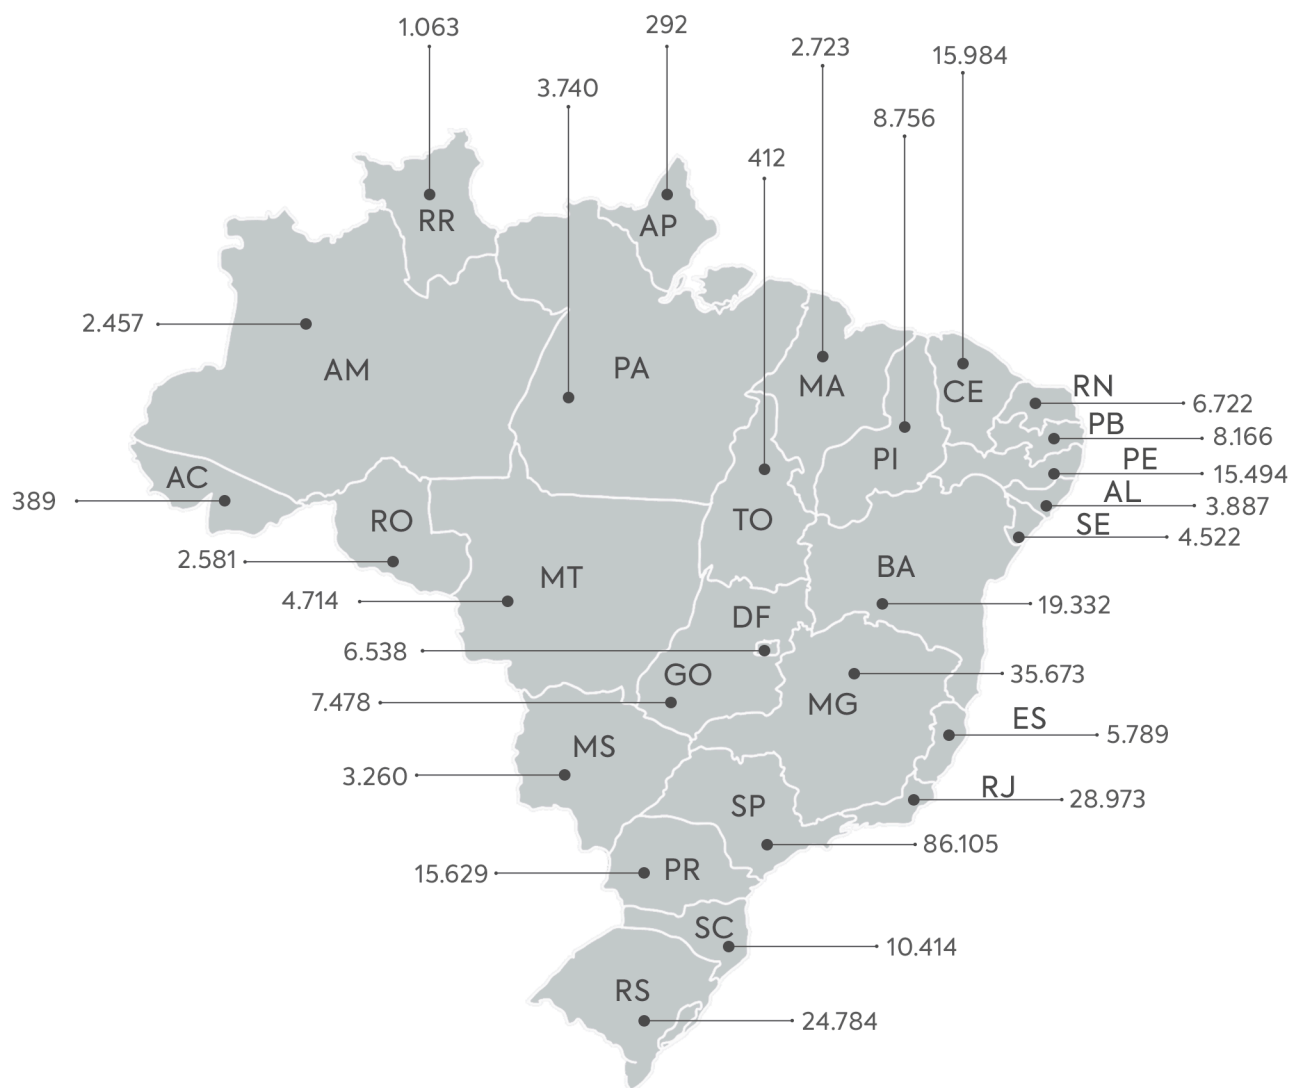 1.063
292
2.723
15.984
3.740
8.756
412
RR
AP
2.457
AM
PA
MA
CE
RN
6.722
PB
8.166
PI
PE
15.494
AC
389
AL
3.887
RO
TO
SE
4.522
2.581
MT
BA
4.714
19.332
DF
6.538
GO
35.673
7.478
MG
ES
5.789
MS
3.260
RJ
28.973
SP
86.105
15.629
PR
SC
10.414
RS
24.784